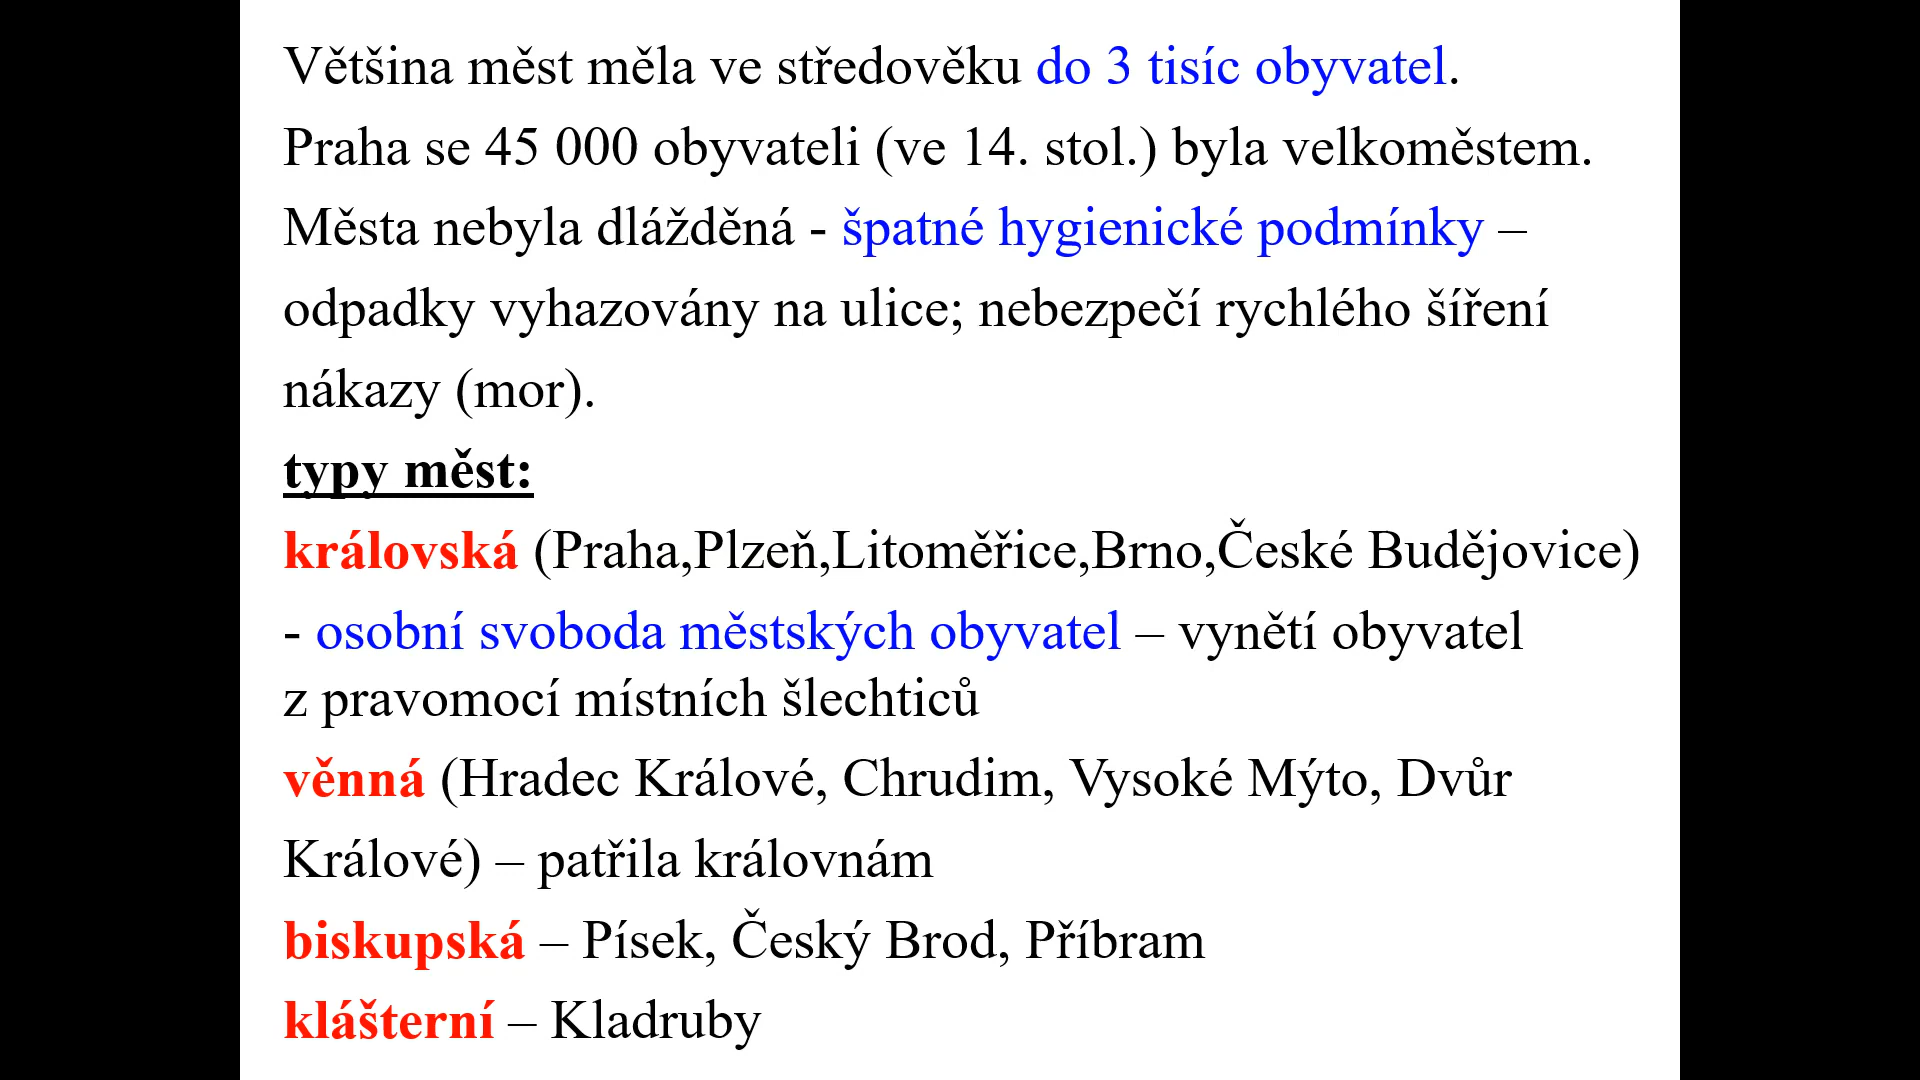 Většina měst měla ve středověku do 3 tisíc obyvatel.
Praha se 45 000 obyvateli (ve 14. stol.) byla velkoměstem.
Města nebyla dlážděná - špatné hygienické podmínky –
odpadky vyhazovány na ulice; nebezpečí rychlého šíření
nákazy (mor).
typy měst:
královská (Praha,Plzeň,Litoměřice,Brno,České Budějovice)
- osobní svoboda městských obyvatel – vynětí obyvatel
z pravomocí místních šlechticů
věnná (Hradec Králové, Chrudim, Vysoké Mýto, Dvůr
Králové) – patřila královnám
biskupská – Písek, Český Brod, Příbram
klášterní – Kladruby